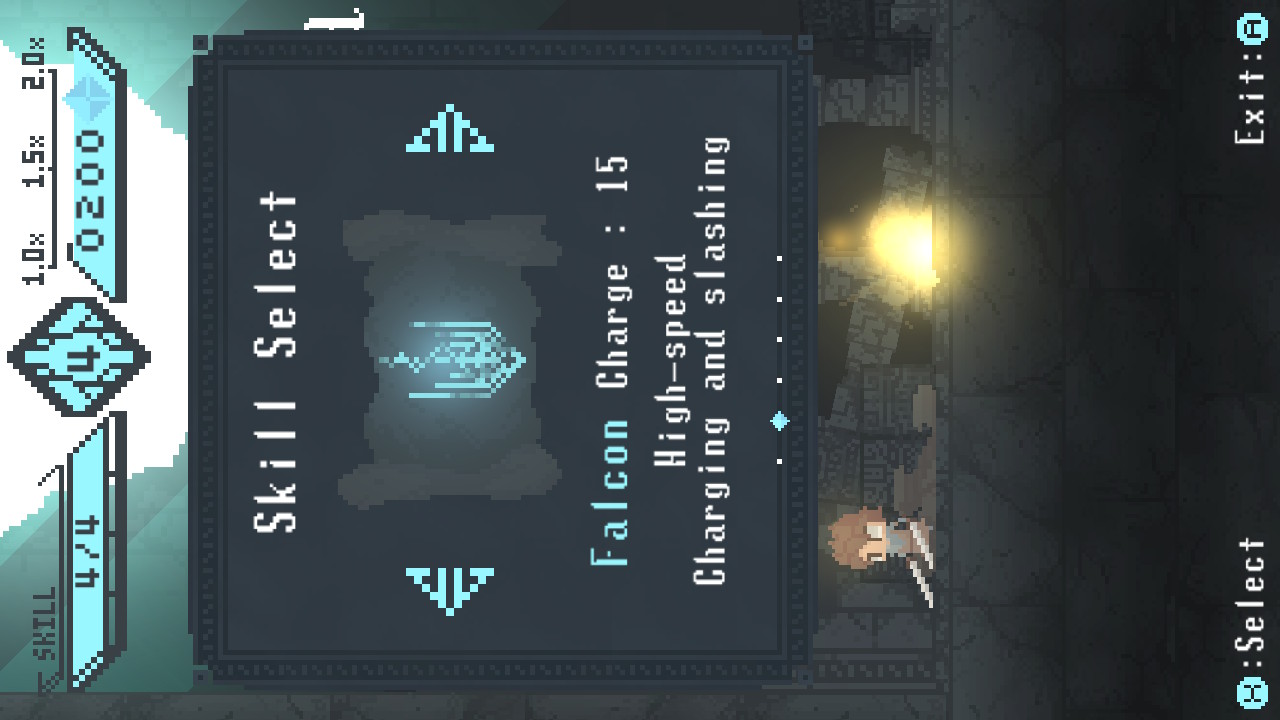 SKILL
4/4
4
1.0x 1.5x 2.0x
0200
Skill Select
Falcon Charge : 15
High-speed
Charging and slashing
X:Select
Exit:A